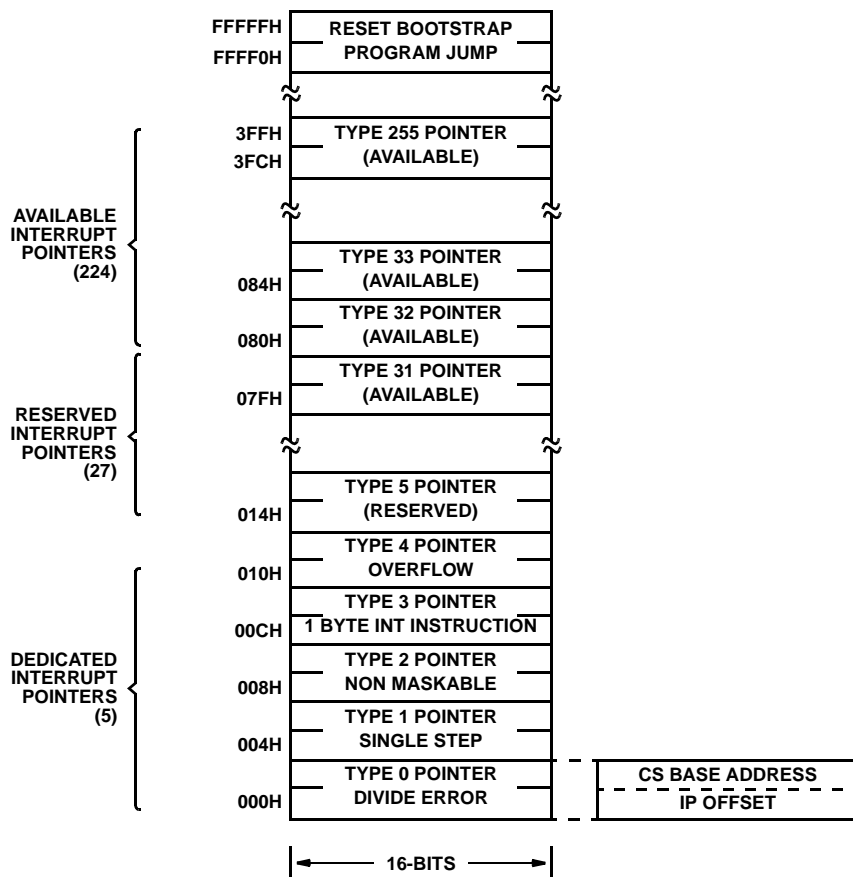 FFFFFH
RESET BOOTSTRAP
FFFF0H
PROGRAM JUMP
3FFH
TYPE 255 POINTER
3FCH
(AVAILABLE)
AVAILABLE
INTERRUPT
POINTERS
(224)
TYPE 33 POINTER
084H
(AVAILABLE)
TYPE 32 POINTER
080H
(AVAILABLE)
TYPE 31 POINTER
07FH
(AVAILABLE)
RESERVED
INTERRUPT
POINTERS
(27)
TYPE 5 POINTER
014H
(RESERVED)
TYPE 4 POINTER
010H
OVERFLOW
TYPE 3 POINTER
00CH
1 BYTE INT INSTRUCTION
DEDICATED
INTERRUPT
POINTERS
(5)
TYPE 2 POINTER
008H
NON MASKABLE
TYPE 1 POINTER
004H
SINGLE STEP
TYPE 0 POINTER
000H
DIVIDE ERROR
CS BASE ADDRESS
IP OFFSET
16-BITS